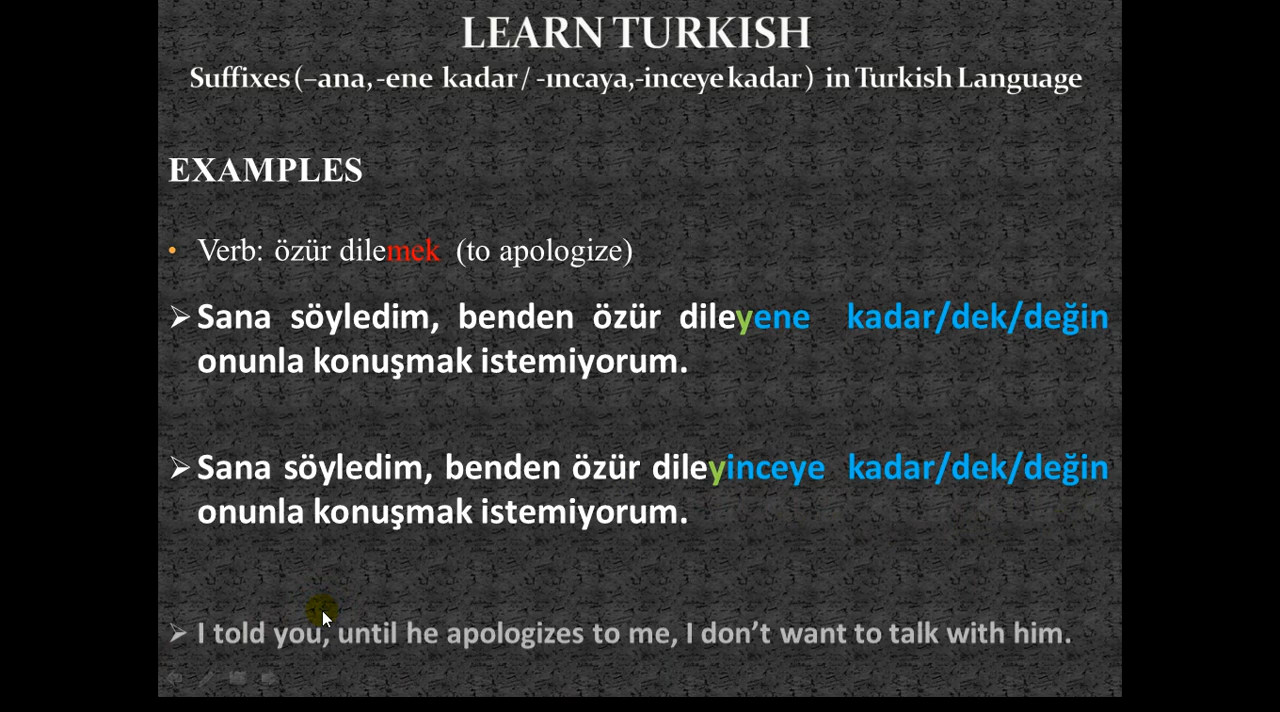 LEARN TURKISH
Suffixes (–ana, -ene kadar / -ıncaya,-inceye kadar) in Turkish Language
EXAMPLES
• Verb: özür dilemek (to apologize)
➢ Sana söyledim, benden özür dileyene kadar/dek/değin
onunla konuşmak istemiyorum.
➢ Sana söyledim, benden özür dileyinceye kadar/dek/değin
onunla konuşmak istemiyorum.
➢ I told you, until he apologizes to me, I don’t want to talk with him.